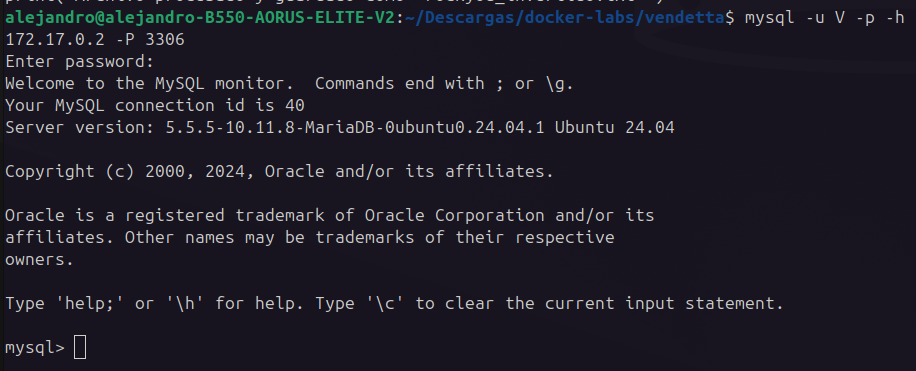 alejandro@alejandro-B550-AORUS-ELITE-V2:~/Descargas/docker-labs/vendetta$ mysql -u V -p -h
172.17.0.2 -P 3306
Enter password:
Welcome to the MySQL monitor.  Commands end with ; or \g.
Your MySQL connection id is 40
Server version: 5.5.5-10.11.8-MariaDB-0ubuntu0.24.04.1 Ubuntu 24.04

Copyright (c) 2000, 2024, Oracle and/or its affiliates.

Oracle is a registered trademark of Oracle Corporation and/or its
affiliates. Other names may be trademarks of their respective
owners.

Type 'help;' or '\h' for help. Type '\c' to clear the current input statement.

mysql>